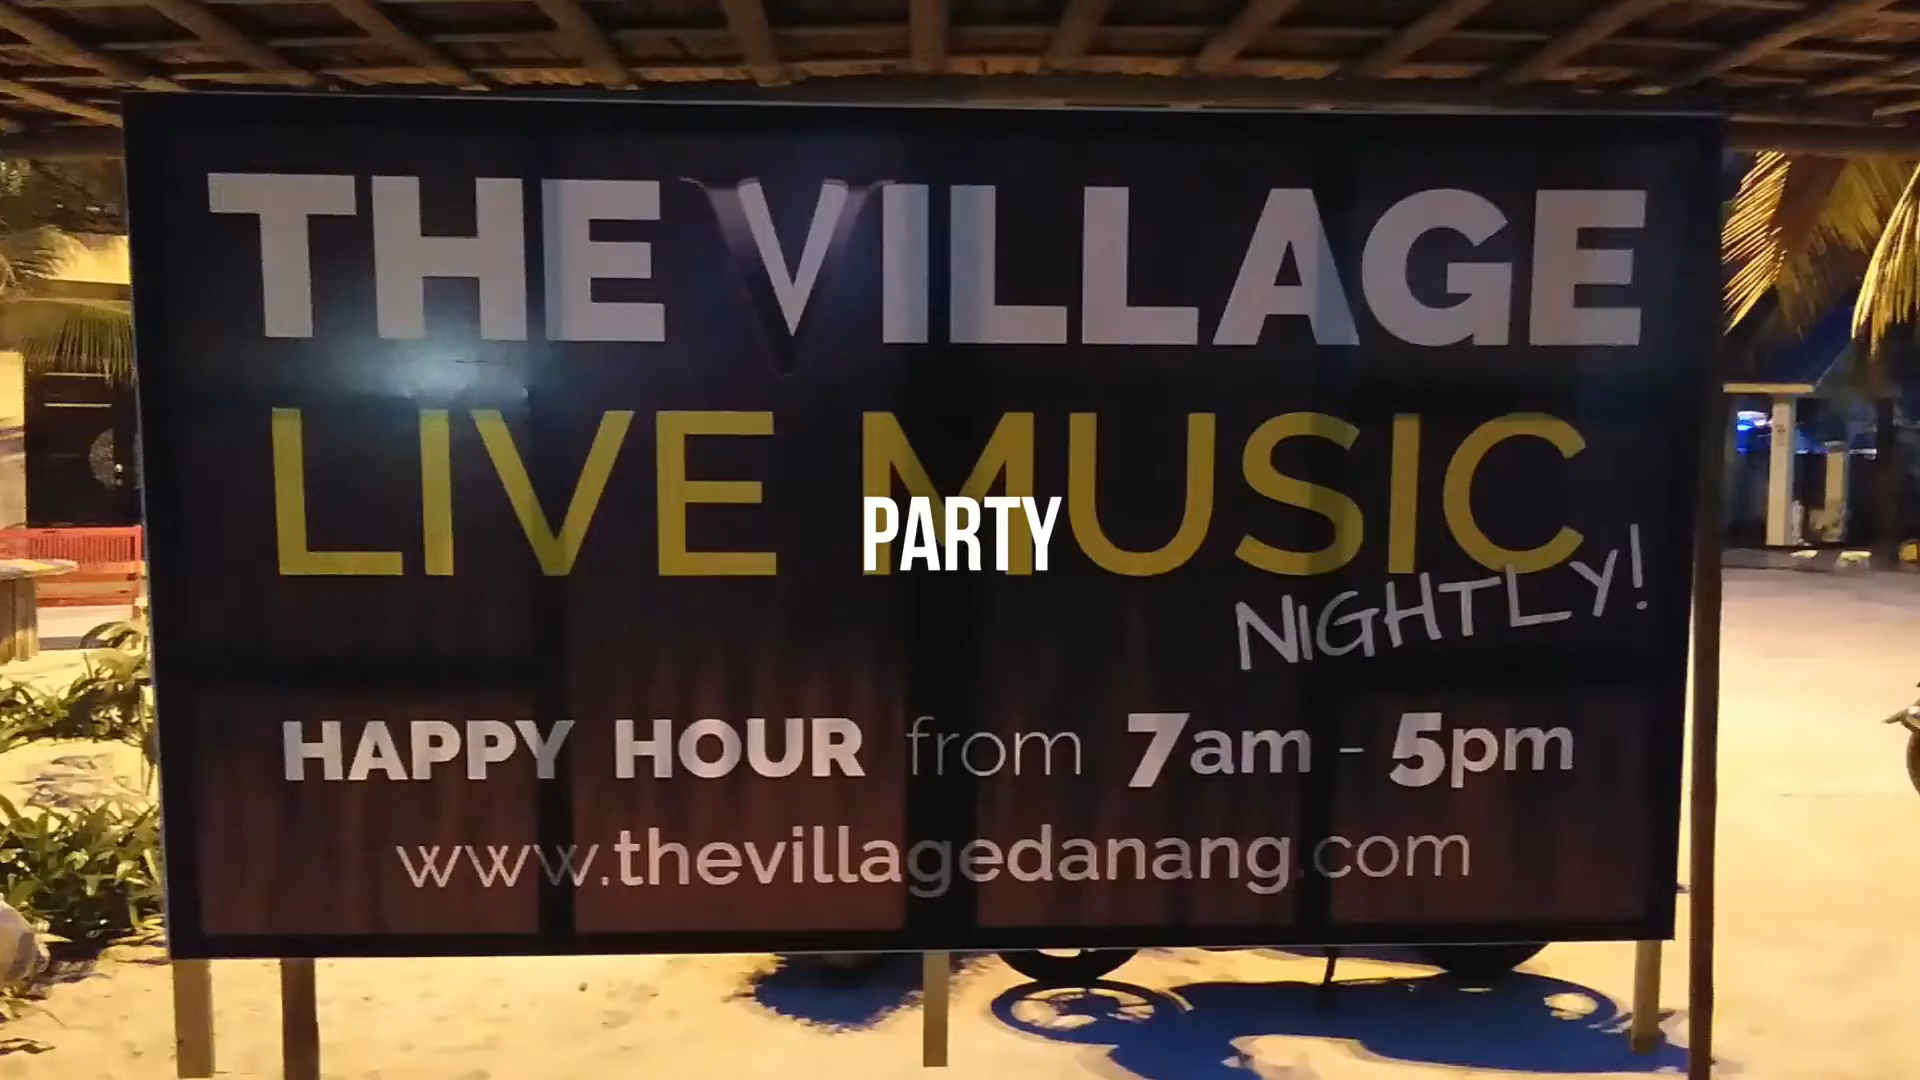 THE VILLAGE
LIVE MUSIC
PARTY
NIGHTLY!
HAPPY HOUR from 7am - 5pm
www.thevillagedanang.com